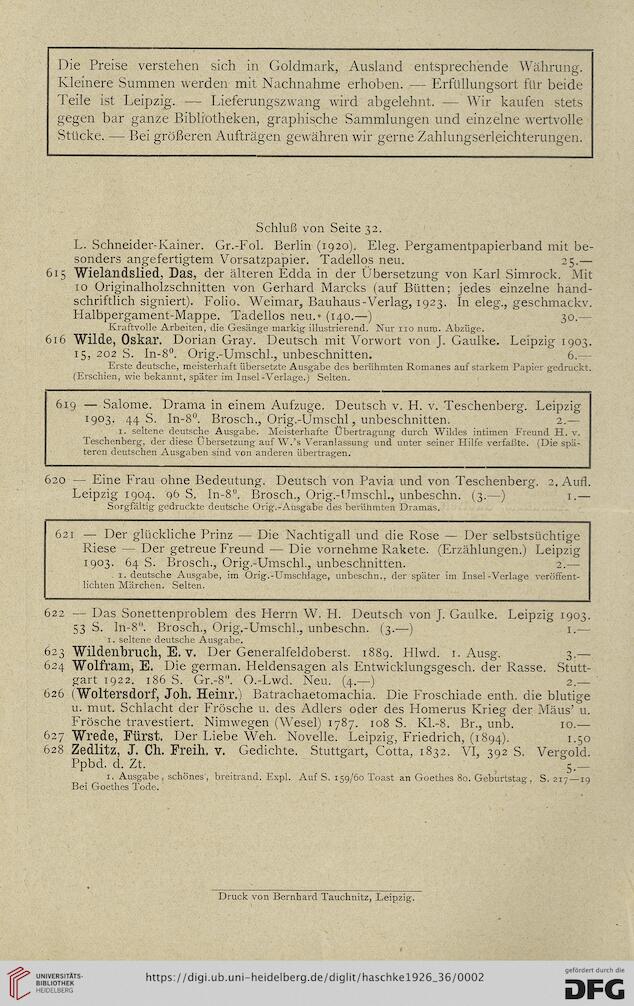 Die Preise verstehen sich in Goldmark, Ausland entsprechende Währung.
Kleinere Summen werden mit Nachnahme erhoben. — Erfüllungsort für beide
Teile ist Leipzig. — Lieferungszwang wird abgelehnt. — Wir kaufen stets
gegen bar ganze Bibliotheken, graphische Sammlungen und einzelne wertvolle
Stücke. — Bei größeren Aufträgen gewähren wir gerne Zahlungserleichterungen.
Schluß von Seite 32.
L. Schneider-Kainer. Gr.-Fol. Berlin (1920). Eleg. Pergamentpapierband mit be-
sonders angefertigtem Vorsatzpapier. Tadellos neu. 25.—
615 Wielandslied, Das, der älteren Edda in der Übersetzung von Karl Simrock. Mit
10 Originalholzschnitten von Gerhard Marcks (auf Bütten; jedes einzelne hand-
schriftlich signiert). Folio. Weimar, Bauhaus-Verlag, 1923. In eleg., geschmackv.
Halbpergament-Mappe. Tadellos neu. (140.—) 30.—
Kraftvolle Arbeiten, die Gesänge markig illustrierend. Nur 110 num. Abzüge.
616 Wilde, Oskar. Dorian Gray. Deutsch mit Vorwort von J. Gaulke. Leipzig 1903.
15, 202 S. In-8⁰. Orig.-Umschl., unbeschnitten. 6.—
Erste deutsche, meisterhaft übersetzte Ausgabe des berühmten Romanes auf starkem Papier gedruckt.
(Erschien, wie bekannt, später im Insel-Verlage.) Selten.
619 — Salome. Drama in einem Aufzuge. Deutsch v. H. v. Teschenberg. Leipzig
1903. 44 S. In-8⁰. Brosch., Orig.-Umschl, unbeschnitten. 2.—
1. seltene deutsche Ausgabe. Meisterhafte Übertragung durch Wildes intimen Freund H. v.
Teschenberg, der diese Übersetzung auf W.'s Veranlassung und unter seiner Hilfe verfaßte. (Die spä-
teren deutschen Ausgaben sind von anderen übertragen.
620 — Eine Frau ohne Bedeutung. Deutsch von Pavia und von Teschenberg. 2. Aufl.
Leipzig 1904. 96 S. In-8⁰. Brosch., Orig.-Umschl., unbeschn. (3.—) 1.—
Sorgfältig gedruckte deutsche Orig.-Ausgabe des berühmten Dramas.
621 — Der glückliche Prinz — Die Nachtigall und die Rose — Der selbstsüchtige
Riese — Der getreue Freund — Die vornehme Rakete. (Erzählungen.) Leipzig
1903. 64 S. Brosch., Orig.-Umschl., unbeschnitten. 2.—
1. deutsche Ausgabe, im Orig.-Umschlage, unbeschn., der später im Insel-Verlage veröffent-
lichten Märchen. Selten.
622 — Das Sonettenproblem des Herrn W. H. Deutsch von J. Gaulke. Leipzig 1903.
53 S. In-8⁰. Brosch., Orig.-Umschl., unbeschn. (3.—) 1.—
1. seltene deutsche Ausgabe.
623 Wildenbruch, E. v. Der Generalfeldoberst. 1889. Hlwd. 1. Ausg. 3.—
624 Wolfram, E. Die german. Heldensagen als Entwicklungsgesch. der Rasse. Stutt-
gart 1922. 186 S. Gr.-8⁰. O.-Lwd. Neu. (4.—) 2.—
626 (Woltersdorf, Joh. Heinr.) Batrachaetomachia. Die Froschiade enth. die blutige
u. mut. Schlacht der Frösche u. des Adlers oder des Homerus Krieg der Mäus' u.
Frösche travestiert. Nimwegen (Wesel) 1787. 108 S. Kl.-8. Br., unb. 10.—
627 Wrede, Fürst. Der Liebe Weh. Novelle. Leipzig, Friedrich, (1894). 1.50
628 Zedlitz, J. Ch. Freih. v. Gedichte. Stuttgart, Cotta, 1832. VI, 392 S. Vergold.
Ppbd. d. Zt. 5.—
1. Ausgabe, schönes, breitrand. Expl. Auf S. 159/60 Toast an Goethes 80. Geburtstag, S. 217—19
Bei Goethes Tode.
Druck von Bernhard Tauchnitz, Leipzig.
UNIVERSITÄTS-
BIBLIOTHEK
HEIDELBERG
https://digi.ub.uni-heidelberg.de/diglit/haschke1926_36/0002
gefördert durch die
DFG